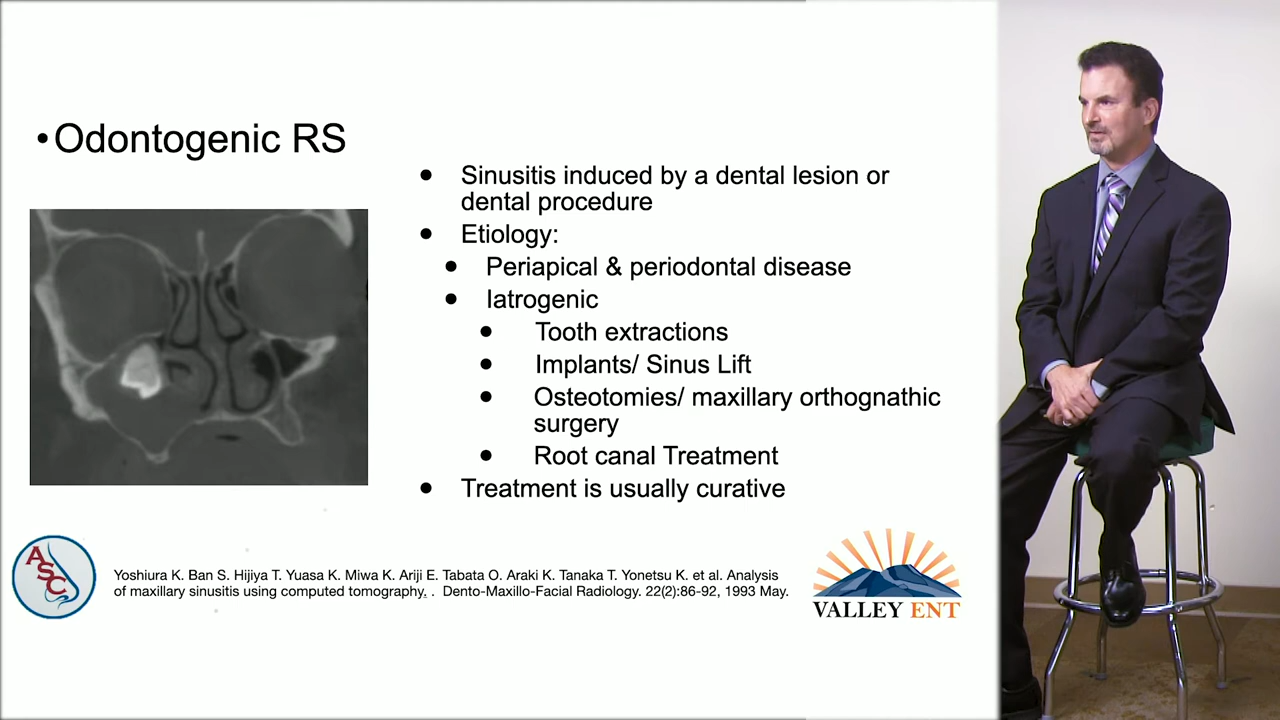 •Odontogenic RS
• Sinusitis induced by a dental lesion or
dental procedure
• Etiology:
• Periapical & periodontal disease
• Iatrogenic
• Tooth extractions
• Implants/ Sinus Lift
• Osteotomies/ maxillary orthognathic
surgery
• Root canal Treatment
• Treatment is usually curative
ASC
Yoshiura K. Ban S. Hijiya T. Yuasa K. Miwa K. Ariji E. Tabata O. Araki K. Tanaka T. Yonetsu K. et al. Analysis
of maxillary sinusitis using computed tomography, . Dento-Maxillo-Facial Radiology. 22(2):86-92, 1993 May.
VALLEY ENT